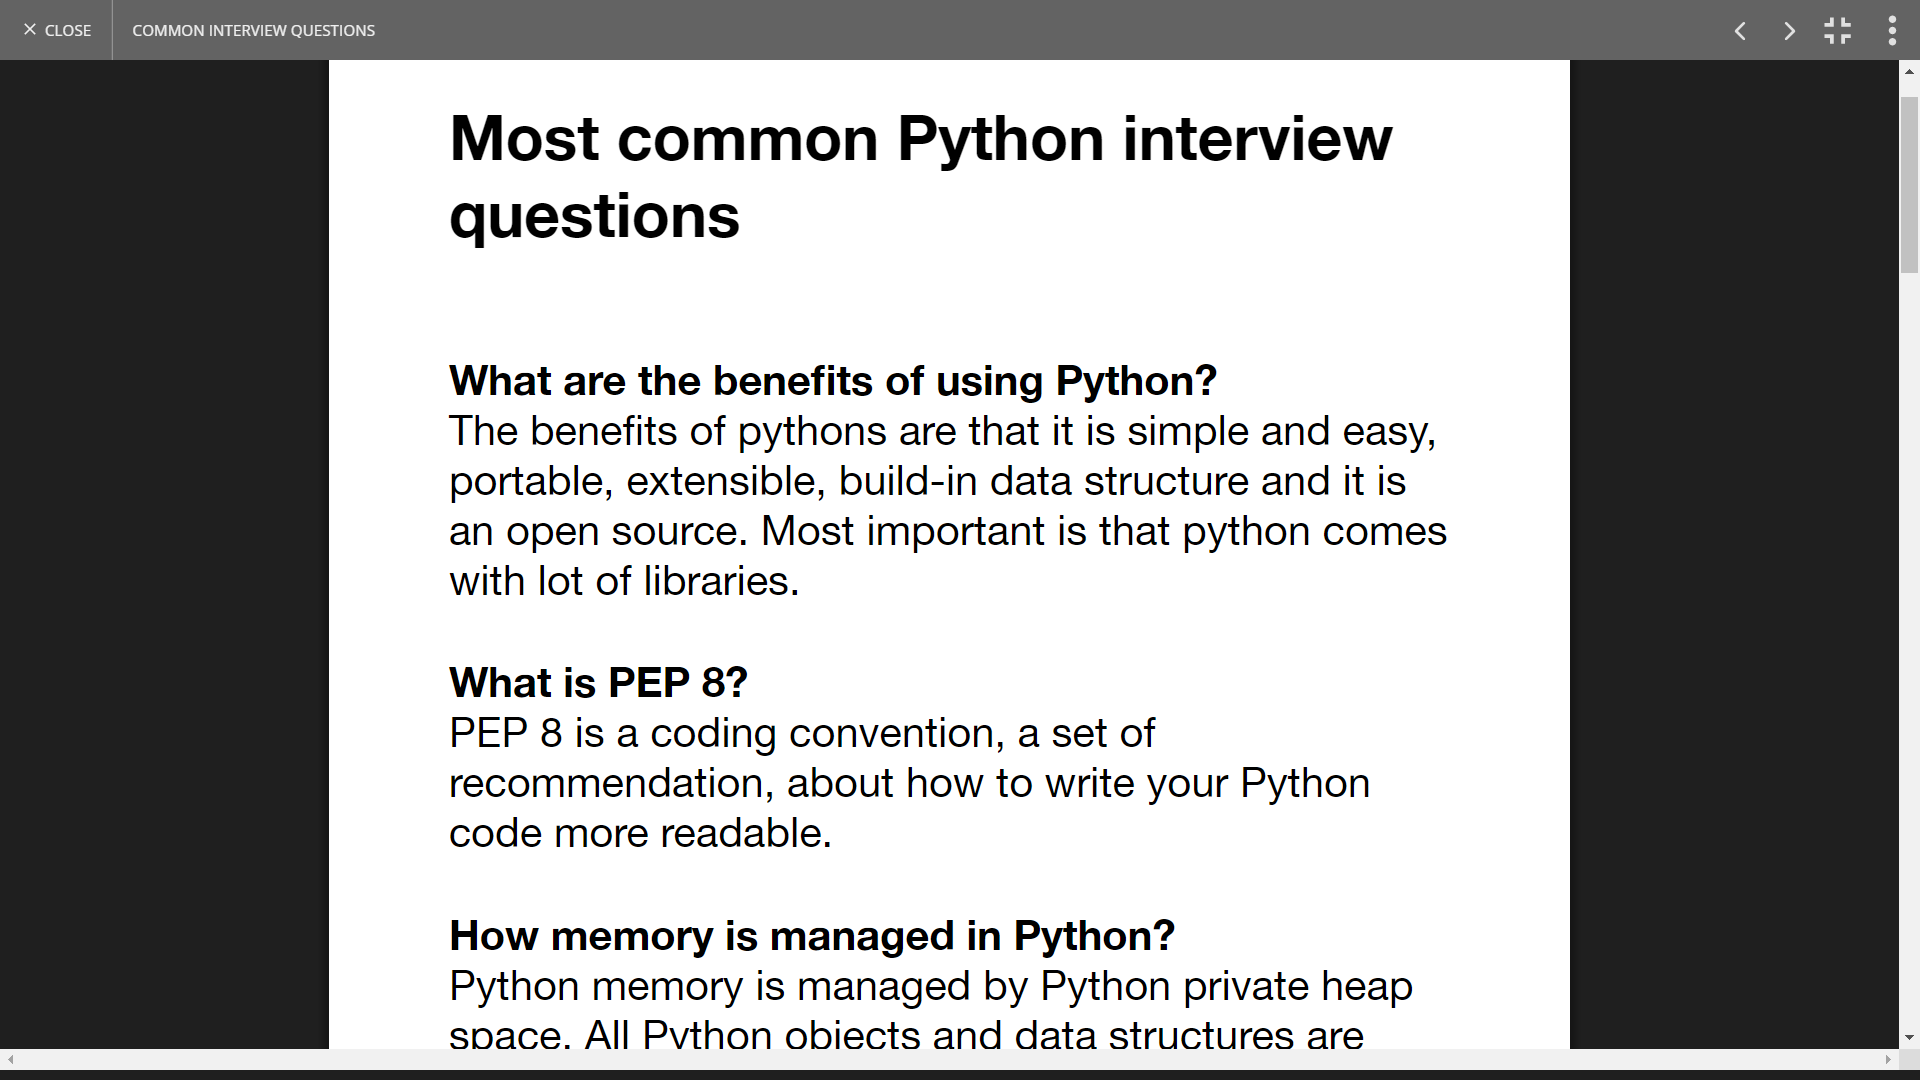 CLOSE
COMMON INTERVIEW QUESTIONS
Most common Python interview
questions
What are the benefits of using Python?
The benefits of pythons are that it is simple and easy,
portable, extensible, build-in data structure and it is
an open source. Most important is that python comes
with lot of libraries.
What is PEP 8?
PEP 8 is a coding convention, a set of
recommendation, about how to write your Python
code more readable.
How memory is managed in Python?
Python memory is managed by Python private heap
space. All Python objects and data structures are